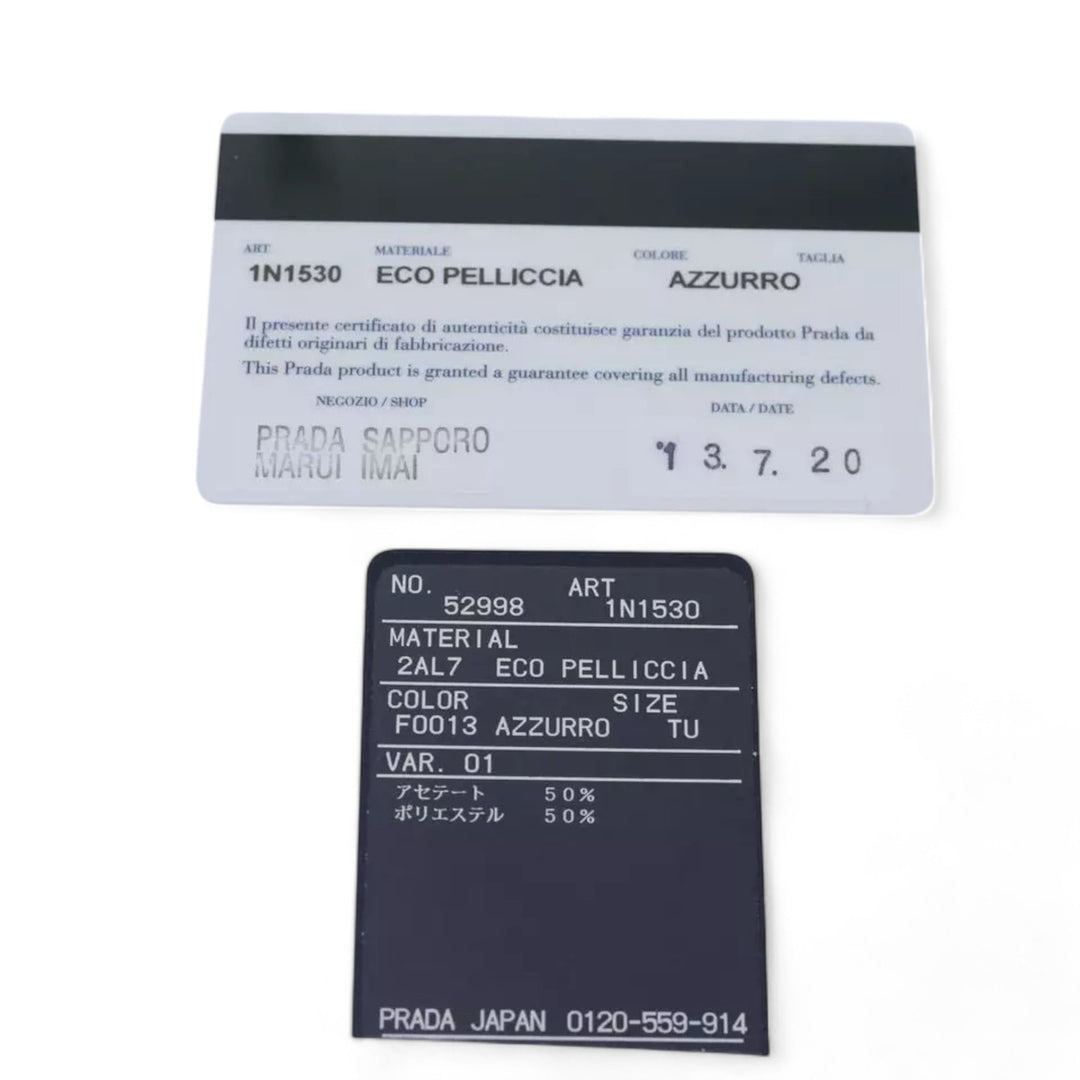 ART MATERIALE COLORE TAGLIA
1N1530 ECO PELLICCIA AZZURRO
Il presente certificato di autenticità costituisce garanzia del prodotto Prada da
difetti originari di fabbricazione.
This Prada product is granted a guarantee covering all manufacturing defects.
NEGOZIO / SHOP DATA / DATE
PRADA SAPPORO
MARUI IMAI
'13. 7. 20
NO. ART
52998 1N1530
MATERIAL
2AL7 ECO PELLICCIA
COLOR SIZE
F0013 AZZURRO TU
VAR. 01
アセテート 50%
ポリエステル 50%
PRADA JAPAN 0120-559-914